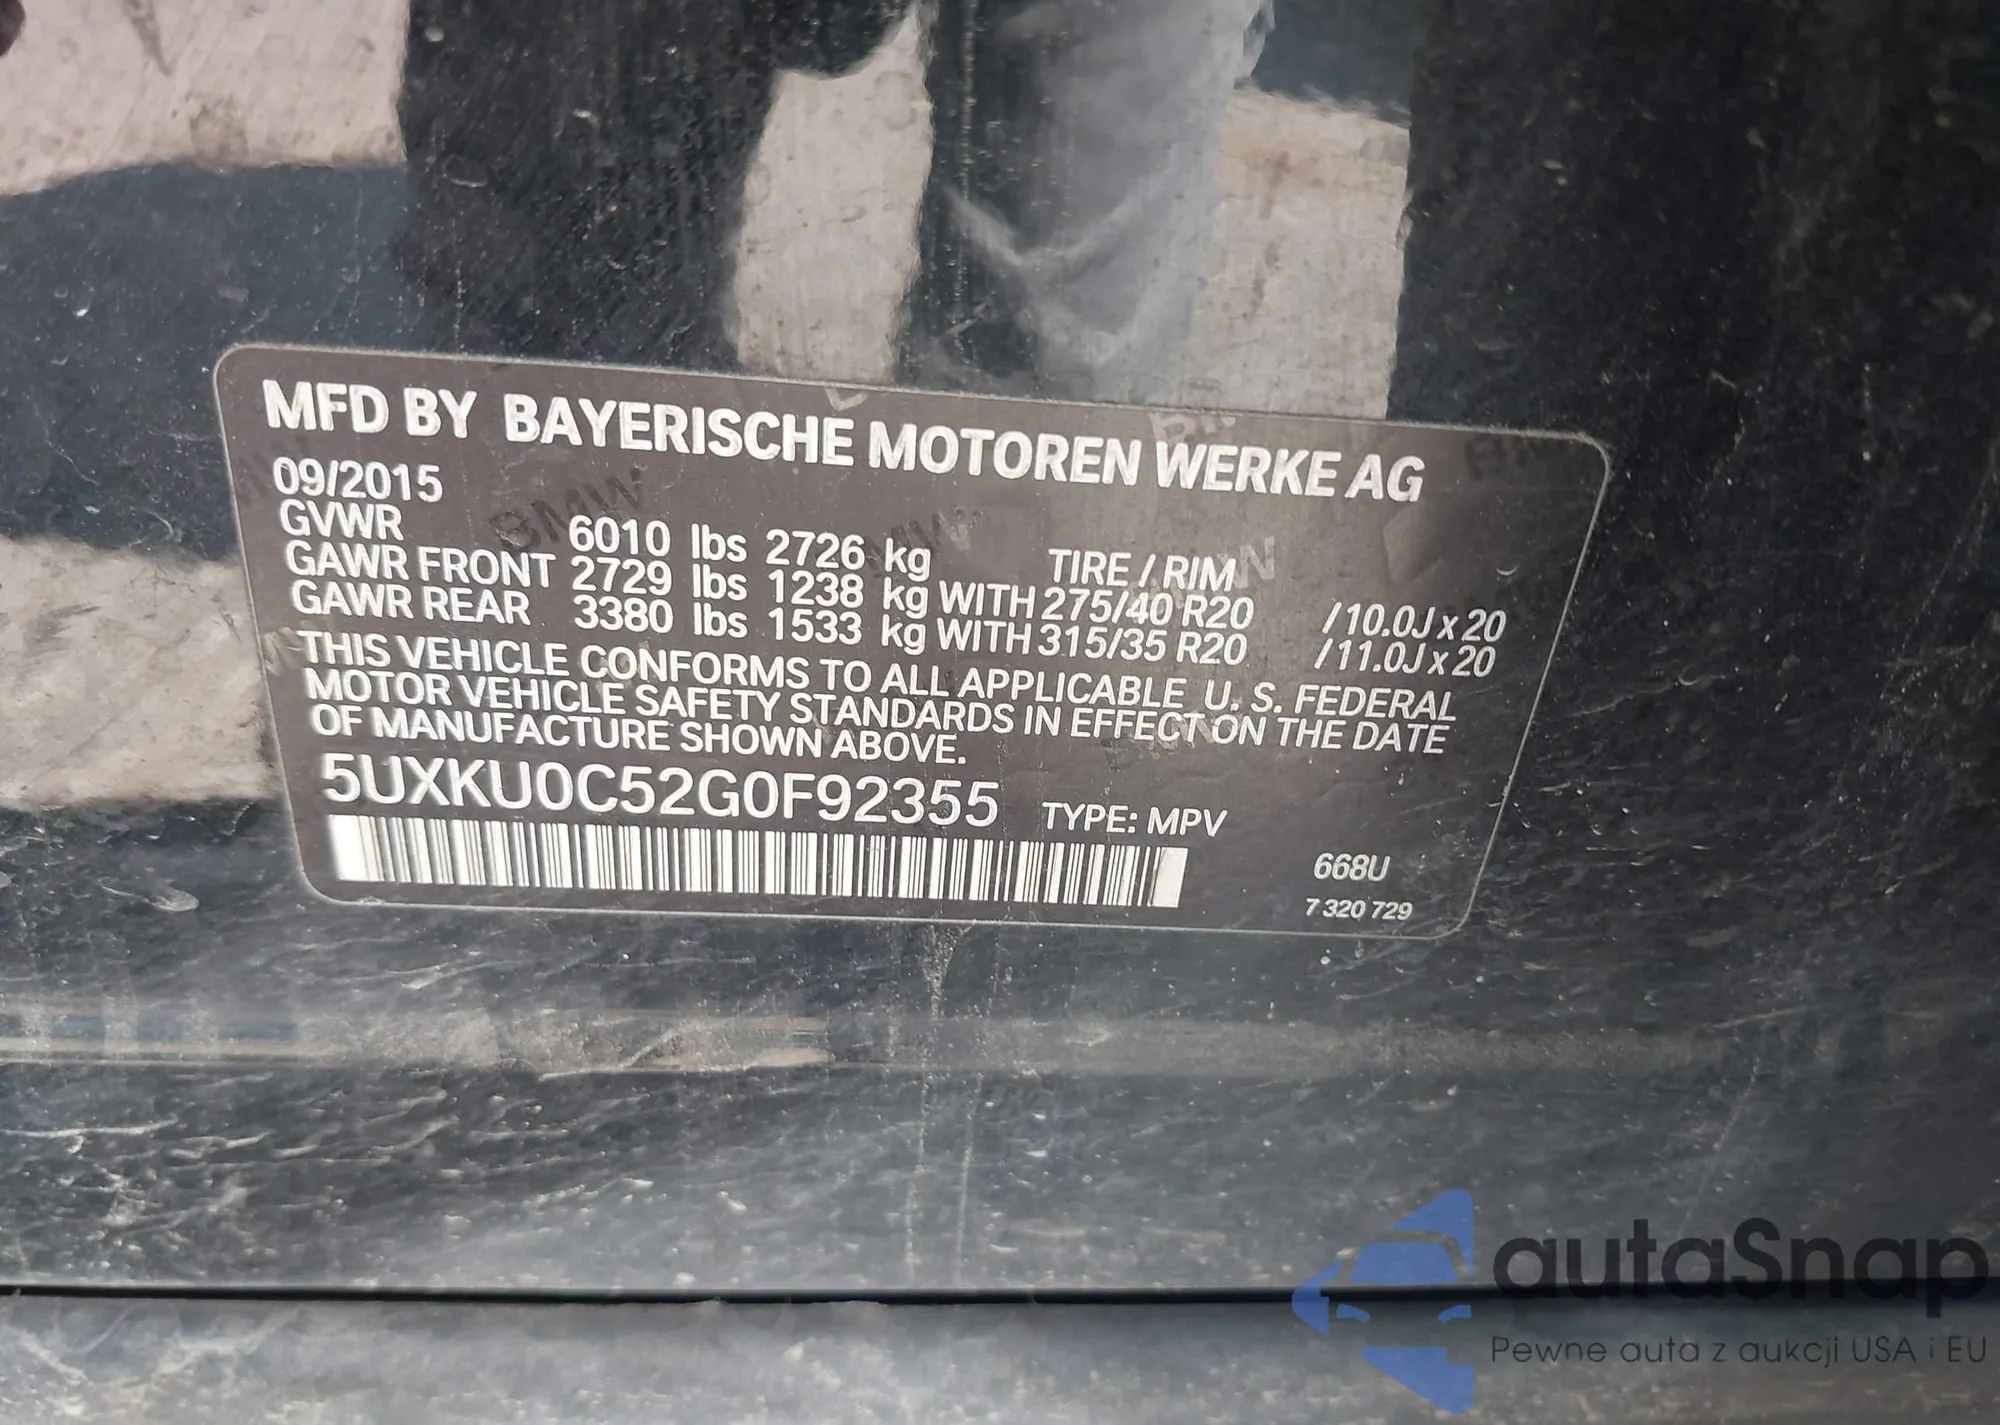 MFD BY BAYERISCHE MOTOREN WERKE AG
09/2015
GVWR 6010 lbs 2726 kg TIRE / RIM
GAWR FRONT 2729 lbs 1238 kg WITH 275/40 R20 /10.0J x 20
GAWR REAR 3380 lbs 1533 kg WITH 315/35 R20 /11.0J x 20
THIS VEHICLE CONFORMS TO ALL APPLICABLE U. S. FEDERAL
MOTOR VEHICLE SAFETY STANDARDS IN EFFECT ON THE DATE
OF MANUFACTURE SHOWN ABOVE.
5UXKU0C52G0F92355 TYPE: MPV
668U
7 320 729
autaSnap
Pewne auta z aukcji USA i EU